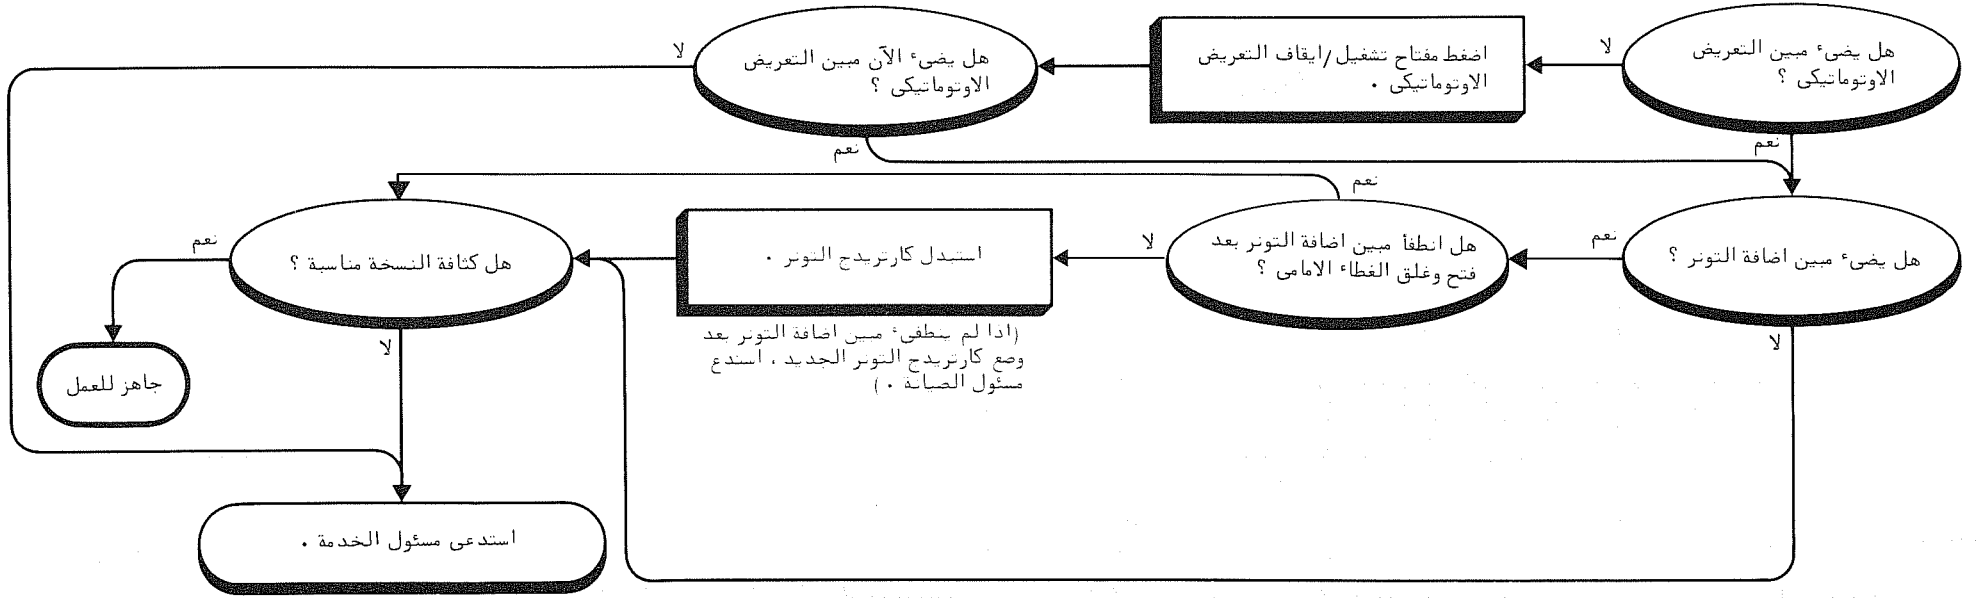 هل يضىء مبين التعريض
الاوتوماتيكى ؟
لا
اضغط مفتاح تشغيل/ايقاف التعريض
الاوتوماتيكى .
هل يضىء الآن مبين التعريض
الاوتوماتيكى ؟
لا
نعم
نعم
هل يضىء مبين اضافة التونر ؟
نعم
هل انطفأ مبين اضافة التونر بعد
فتح وغلق الغطاء الامامى ؟
نعم
لا
استبدل كارتريدج التونر .
(اذا لم ينطفىء مبين اضافة التونر بعد
وضع كارتريدج التونر الجديد ، استدع
مسئول الصيانة . )
هل كثافة النسخة مناسبة ؟
نعم
لا
لا
جاهز للعمل
استدعى مسئول الخدمة .